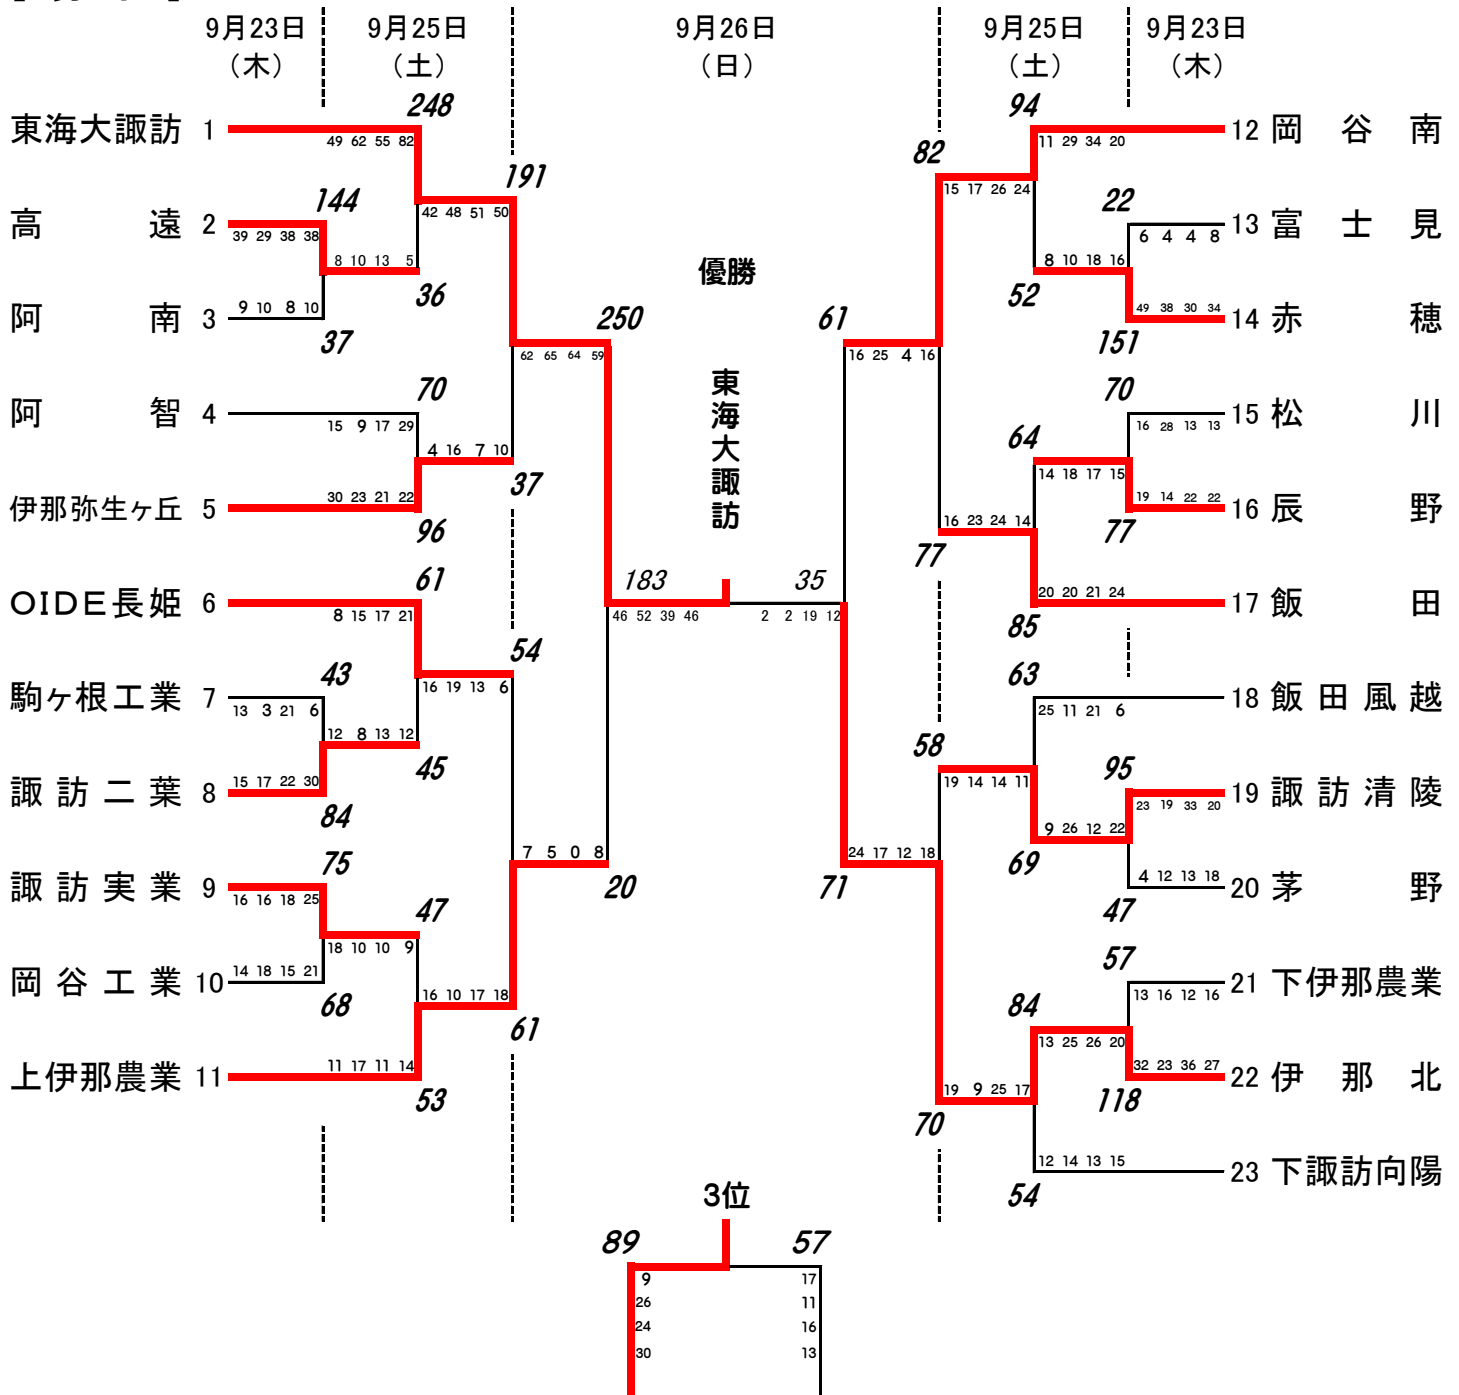 9月23日 9月25日 9月26日 9月25日 9月23日
（木） （土） （日） （土） （木）
248 94
東海大諏訪 1 49 62 55 82 11 29 34 20 12 岡谷南
82
191
15 17 26 24
144 42 48 51 50 22
高遠 2 39 29 38 38 6 4 4 8 13 富士見
8 10 13 5 優勝 8 10 18 16
36 52
阿南 3 9 10 8 10 250 61 49 38 30 34 14 赤穂
37 151
62 65 64 59 16 25 4 16
70 70
阿智 4 15 9 17 29 東海大諏訪 16 28 13 13 15 松川
64
4 16 7 10 14 18 17 15
37
伊那弥生ヶ丘 5 30 23 21 22 19 14 22 22 16 辰野
96 77
16 23 24 14
77
61 183 35
OIDE長姫 6 8 15 17 21 46 52 39 46 2 2 19 12 20 20 21 24 17 飯田
85
54
43 16 19 13 6 63
駒ヶ根工業 7 13 3 21 6 25 11 21 6 18 飯田風越
12 8 13 12 58
45 19 14 14 11 95
諏訪二葉 8 15 17 22 30 23 19 33 20 19 諏訪清陵
84 9 26 12 22
75 7 5 0 8 24 17 12 18 69
20 71
諏訪実業 9 16 16 18 25 4 12 13 18 20 茅野
47 47
18 10 10 9 57
岡谷工業 10 14 18 15 21 13 16 12 16 21 下伊那農業
68 16 10 17 18 84
61 13 25 26 20
上伊那農業 11 11 17 11 14 32 23 36 27 22 伊那北
53 19 9 25 17 118
70
12 14 13 15 23 下諏訪向陽
54
3位
89 57
9 17
26 11
24 16
30 13